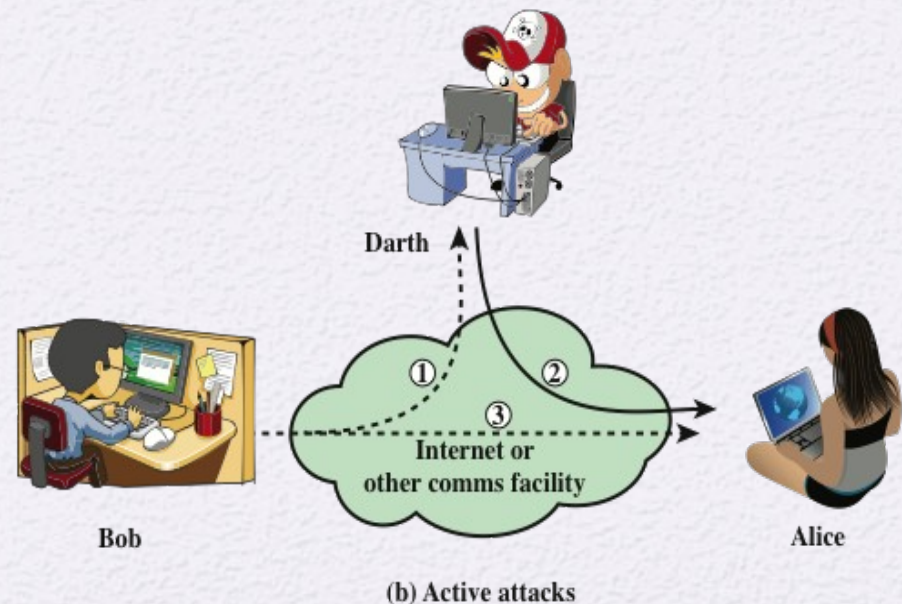 Darth
①
②
③
Internet or
other comms facility
Bob
Alice
(b) Active attacks